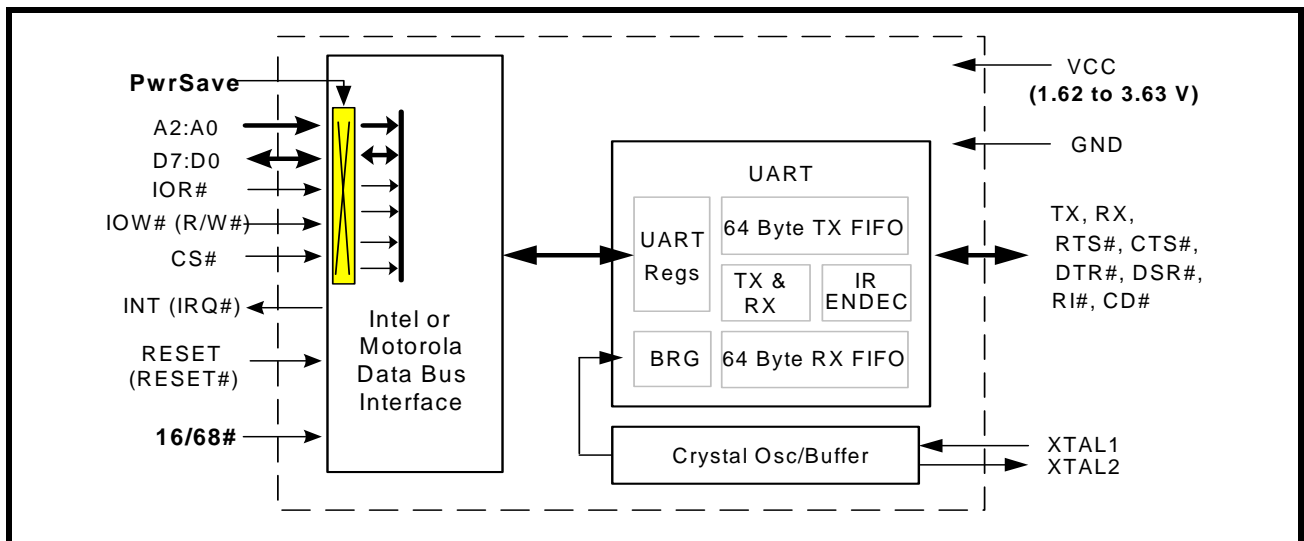 PwrSave
A2:A0
D7:D0
IOR#
IOW# (R/W#)
CS#
INT (IRQ#)
RESET
(RESET#)
16/68#
Intel or
Motorola
Data Bus
Interface
UART
UART
Regs
64 Byte TX FIFO
TX &
RX
IR
ENDEC
BRG
64 Byte RX FIFO
Crystal Osc/Buffer
VCC
(1.62 to 3.63 V)
GND
TX, RX,
RTS#, CTS#,
DTR#, DSR#,
RI#, CD#
XTAL1
XTAL2